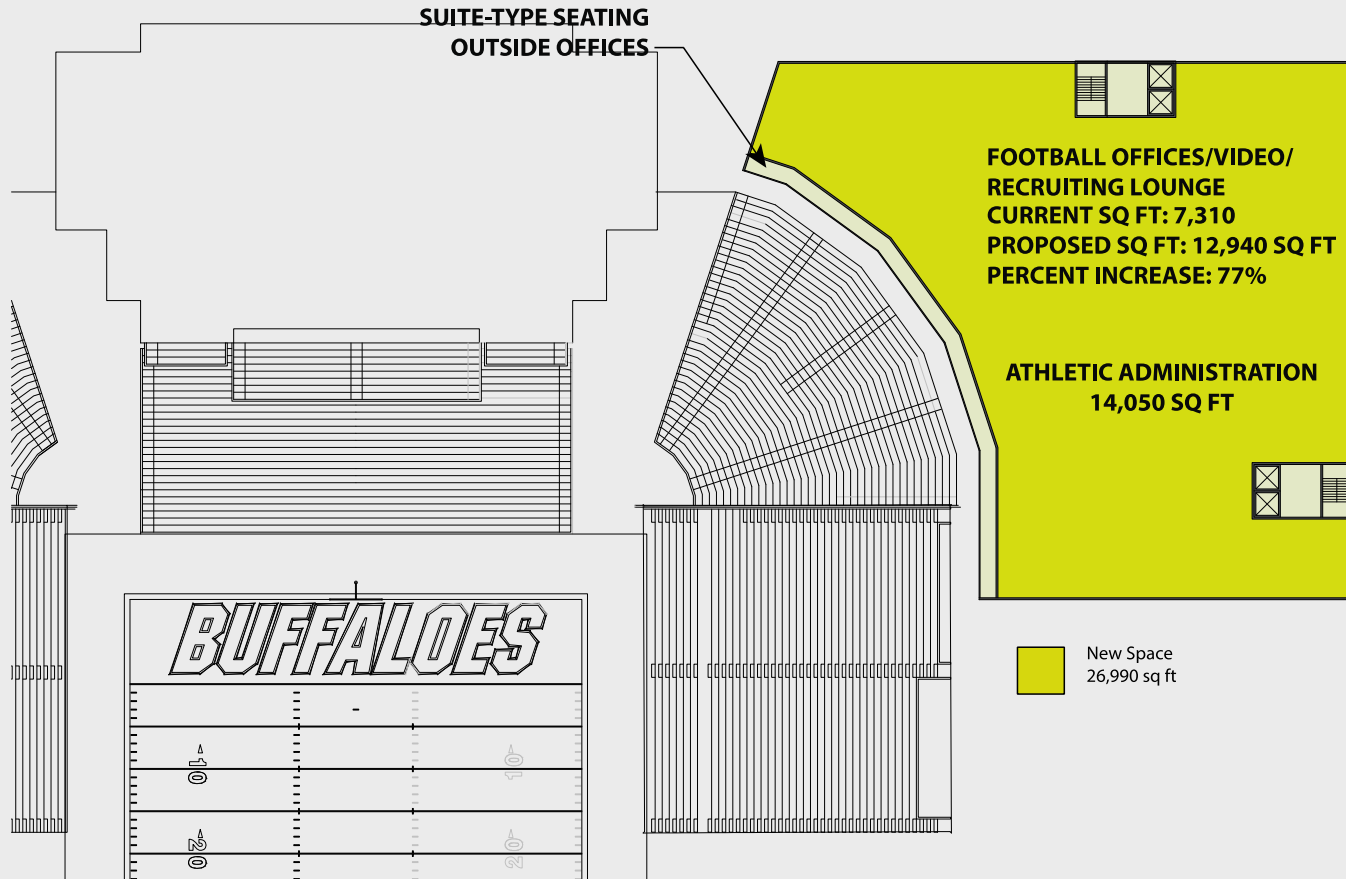 SUITE-TYPE SEATING
OUTSIDE OFFICES
FOOTBALL OFFICES/VIDEO/
RECRUITING LOUNGE
CURRENT SQ FT: 7,310
PROPOSED SQ FT: 12,940 SQ FT
PERCENT INCREASE: 77%
ATHLETIC ADMINISTRATION
14,050 SQ FT
New Space
26,990 sq ft
BUFFALOES
10
10
20
20